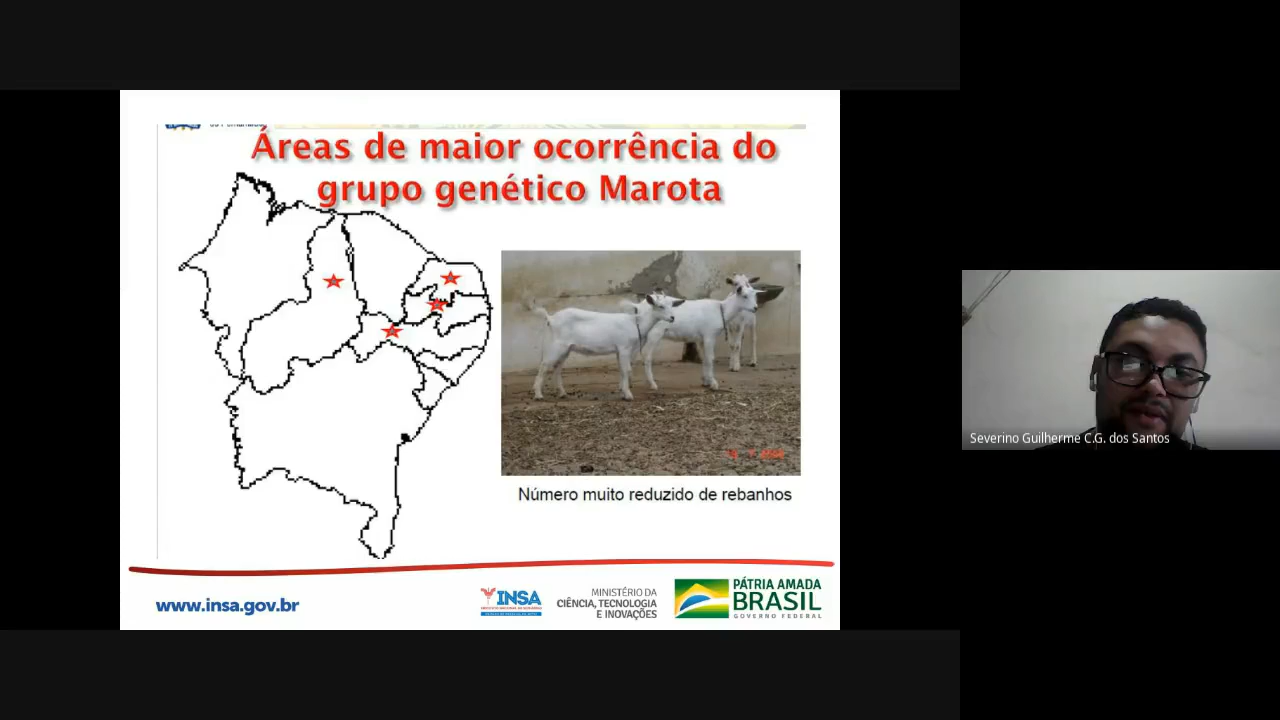 Áreas de maior ocorrência do
grupo genético Marota
Número muito reduzido de rebanhos
www.insa.gov.br
INSA
MINISTÉRIO DA
CIÊNCIA, TECNOLOGIA
E INOVAÇÕES
PÁTRIA AMADA
BRASIL
GOVERNO FEDERAL
Severino Guilherme C.G. dos Santos